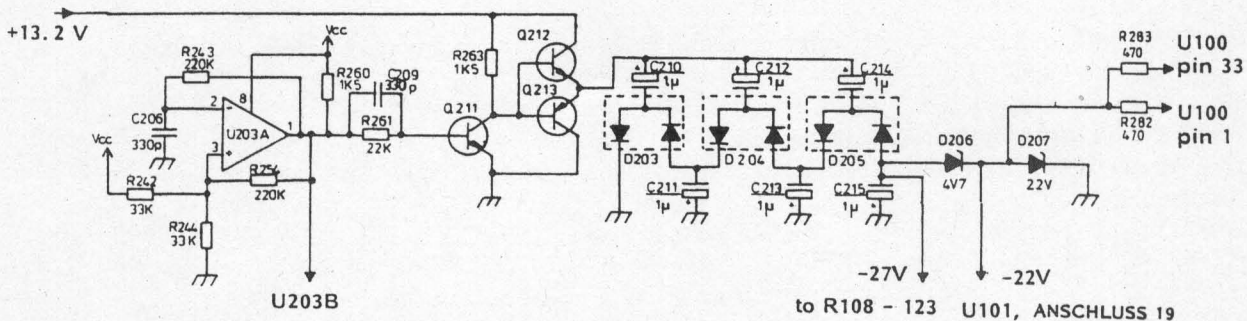 +13.2 V
Vcc
R243
220K
2
8
U203A
1
3
+
C206
330p
Vcc
R242
33K
R244
33K
R254
220K
R260
1K5
C209
330p
R261
22K
U203B
R263
1K5
Q211
Q212
Q213
C210
1µ
C212
1µ
C214
1µ
D203
D204
D205
C211
1µ
C213
1µ
C215
1µ
D206
4V7
D207
22V
R283
470
U100
pin 33
R282
470
U100
pin 1
-27V
-22V
to R108 - 123
U101, ANSCHLUSS 19